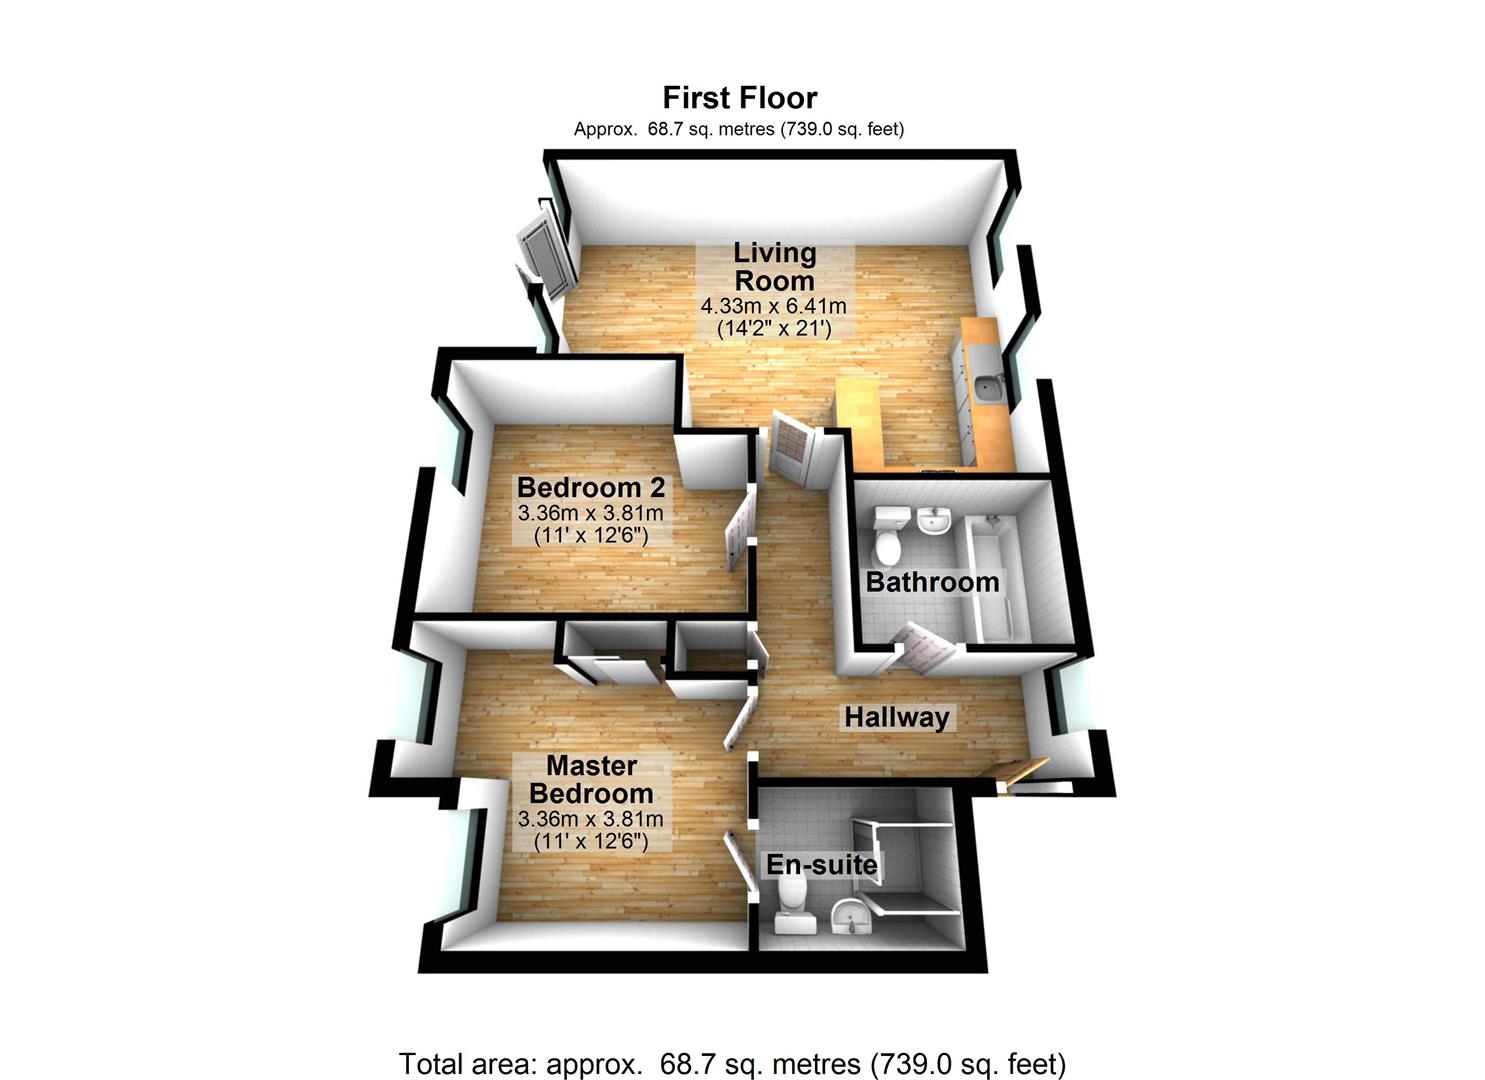 First Floor
Approx.  68.7 sq. metres (739.0 sq. feet)
Living
Room
4.33m x 6.41m
(14'2" x 21')
Bedroom 2
3.36m x 3.81m
(11' x 12'6")
Bathroom
Hallway
Master
Bedroom
3.36m x 3.81m
(11' x 12'6")
En-suite
Total area: approx.  68.7 sq. metres (739.0 sq. feet)